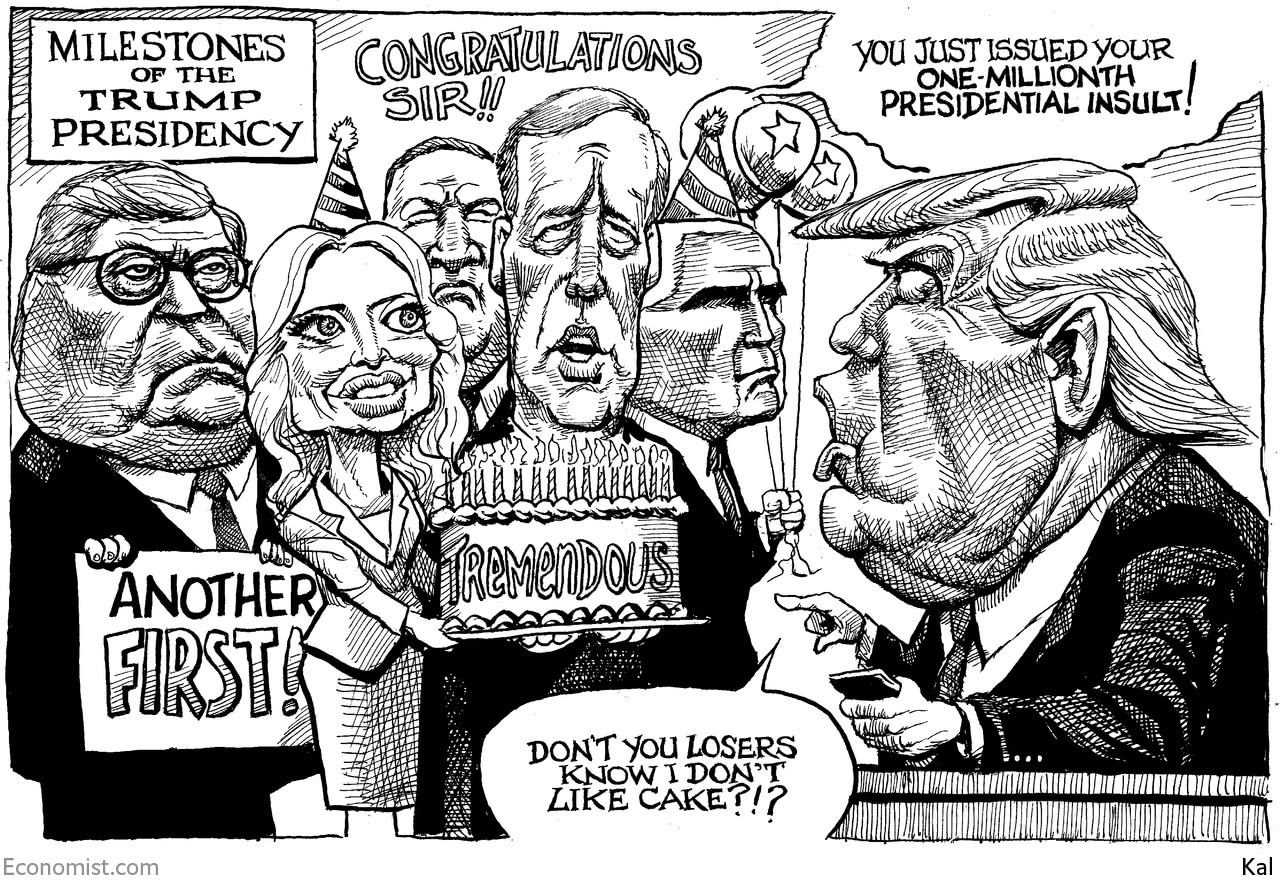 MILESTONES
OF THE
TRUMP
PRESIDENCY
CONGRATULATIONS
SIR!!
YOU JUST ISSUED YOUR
ONE-MILLIONTH
PRESIDENTIAL INSULT!
ANOTHER
FIRST!
TREMENDOUS
DON'T YOU LOSERS
KNOW I DON'T
LIKE CAKE?!?
Economist.com
Kal